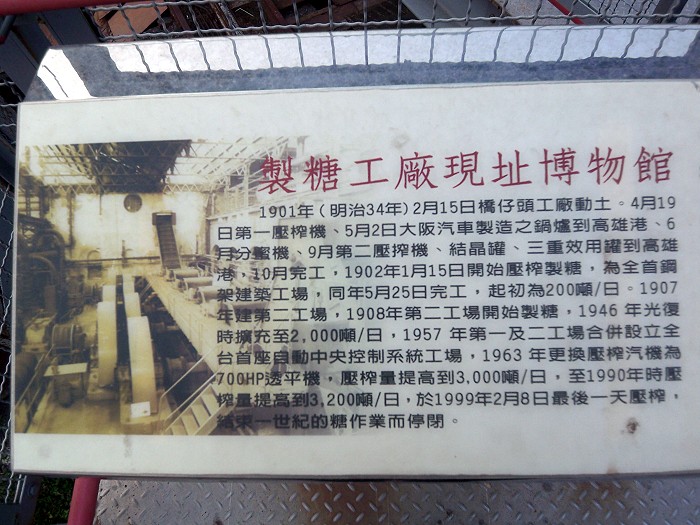 製糖工廠現址博物館
1901年(明治34年)2月15日橋仔頭工廠動土。4月19
日第一壓榨機、5月2日大阪汽車製造之鍋爐到高雄港、6
月分蜜機、9月第二壓搾機、結晶罐、三重效用罐到高雄
港,10月完工,1902年1月15日開始壓榨製糖,為全首鋼
架建築工場,同年5月25日完工,起初為200噸/日。1907
年建第二工場,1908年第二工場開始製糖,1946年光復
時擴充至2,000噸/日,1957 年第一及二工場合併設立全
台首座自動中央控制系統工場,1963 年更換壓榨汽機為
700HP透平機,壓榨量提高到3,000噸/日,至1990年時壓
榨量提高到3,200噸/日,於1999年2月8日最後一天壓榨,
結束一世紀的糖作業而停閉。